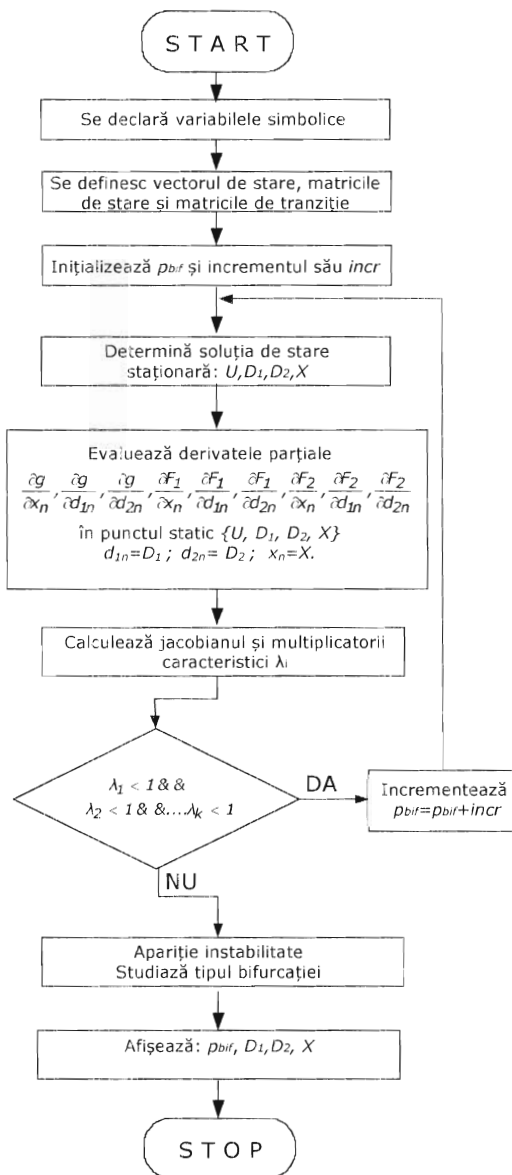 START
Se declară variabilele simbolice
Se definesc vectorul de stare, matricile
de stare și matricile de tranziție
Inițializează p_bif și incrementul său incr
Determină soluția de stare
staționară: U,D₁,D₂,X
Evaluează derivatele parțiale
∂g/∂xₙ, ∂g/∂d₁ₙ, ∂g/∂d₂ₙ, ∂F₁/∂xₙ, ∂F₁/∂d₁ₙ, ∂F₁/∂d₂ₙ, ∂F₂/∂xₙ, ∂F₂/∂d₁ₙ, ∂F₂/∂d₂ₙ
în punctul static {U, D₁, D₂, X}
d₁ₙ=D₁ ; d₂ₙ= D₂ ; xₙ=X.
Calculează jacobianul și multiplicatorii
caracteristici λᵢ
λ₁ < 1 & &
λ₂ < 1 & &....λₖ < 1
DA
Incrementează
p_bif=p_bif+incr
NU
Apariție instabilitate
Studiază tipul bifurcației
Afișează: p_bif, D₁,D₂, X
STOP